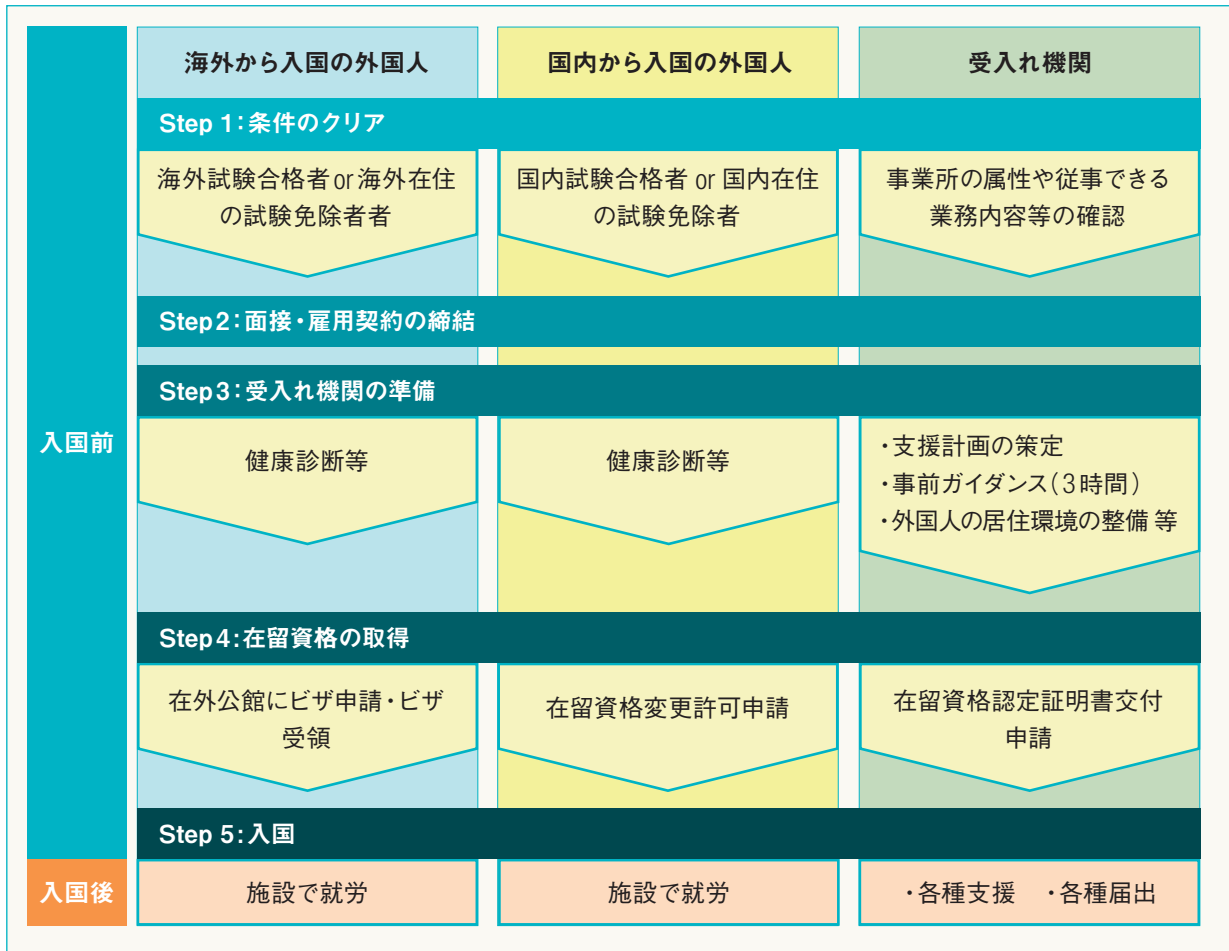 海外から入国の外国人
国内から入国の外国人
受入れ機関
Step 1：条件のクリア
海外試験合格者or海外在住
の試験免除者者
国内試験合格者 or 国内在住
の試験免除者
事業所の属性や従事できる
業務内容等の確認
Step2：面接・雇用契約の締結
Step3：受入れ機関の準備
入国前
健康診断等
健康診断等
・支援計画の策定
・事前ガイダンス（3時間）
・外国人の居住環境の整備 等
Step4：在留資格の取得
在外公館にビザ申請・ビザ
受領
在留資格変更許可申請
在留資格認定証明書交付
申請
Step 5：入国
入国後
施設で就労
施設で就労
・各種支援　・各種届出